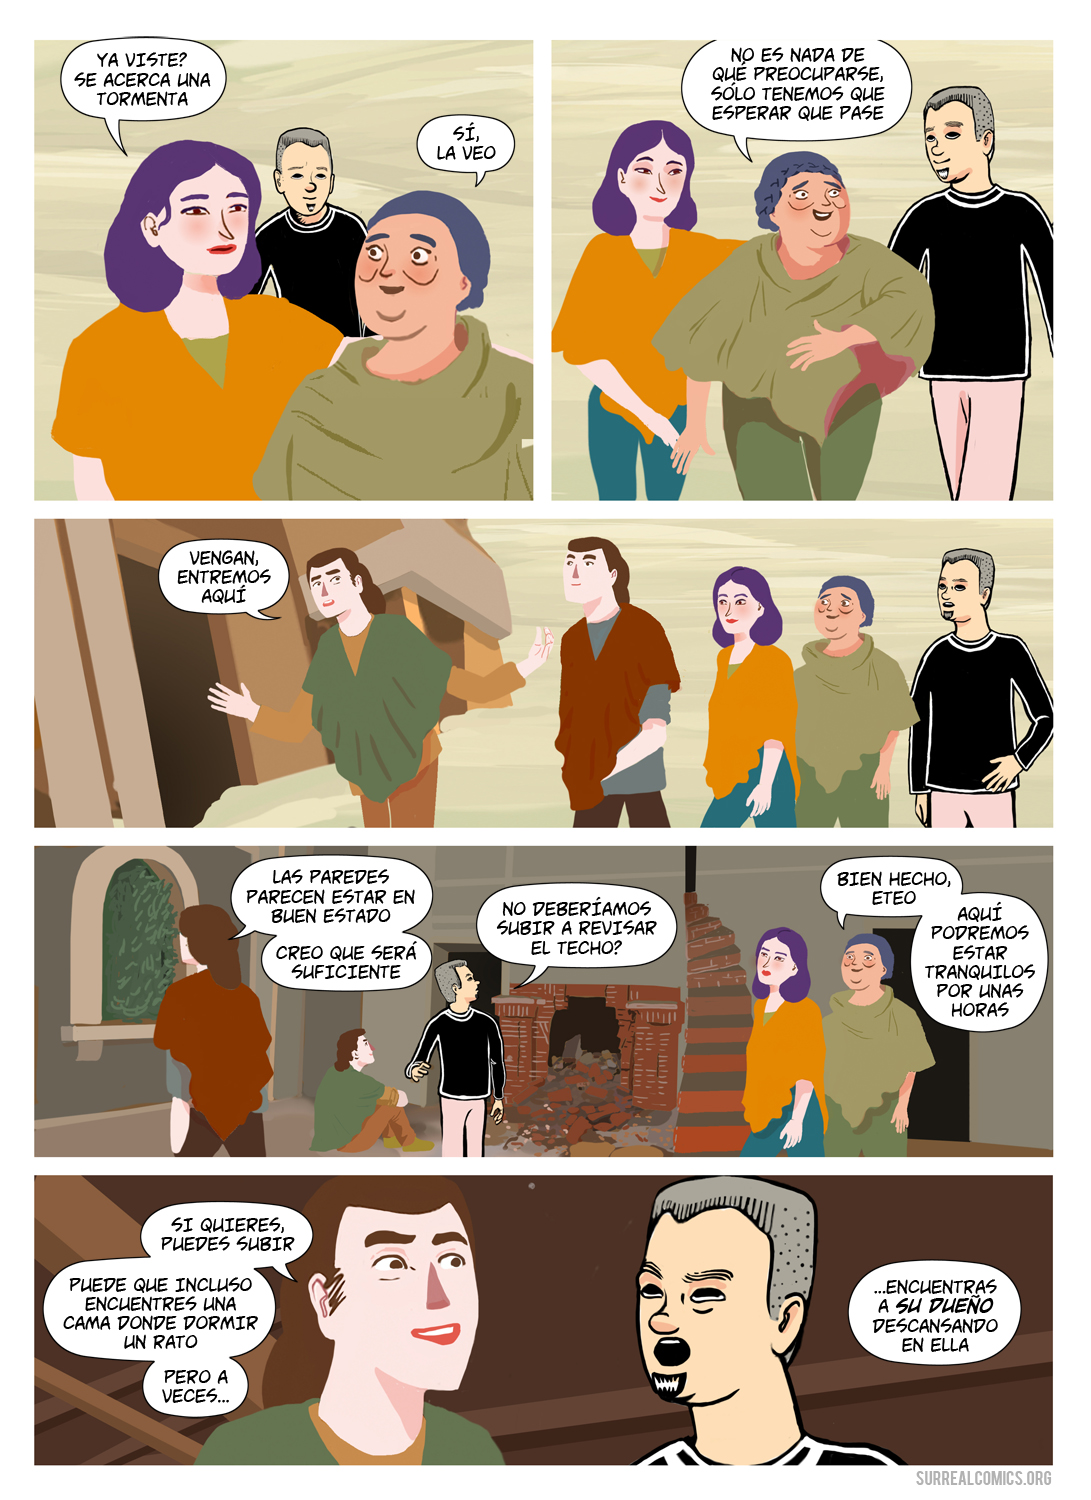 YA VISTE?
SE ACERCA UNA
TORMENTA
SÍ,
LA VEO
NO ES NADA DE
QUÉ PREOCUPARSE,
SÓLO TENEMOS QUE
ESPERAR QUE PASE
VENGAN,
ENTREMOS
AQUÍ
LAS PAREDES
PARECEN ESTAR EN
BUEN ESTADO
CREO QUE SERÁ
SUFICIENTE
NO DEBERÍAMOS
SUBIR A REVISAR
EL TECHO?
BIEN HECHO,
ETEO
AQUÍ
PODREMOS
ESTAR
TRANQUILOS
POR UNAS
HORAS
SI QUIERES,
PUEDES SUBIR
PUEDE QUE INCLUSO
ENCUENTRES UNA
CAMA DONDE DORMIR
UN RATO
PERO A
VECES...
...ENCUENTRAS
A SU DUEÑO
DESCANSANDO
EN ELLA
SURREALCOMICS.ORG